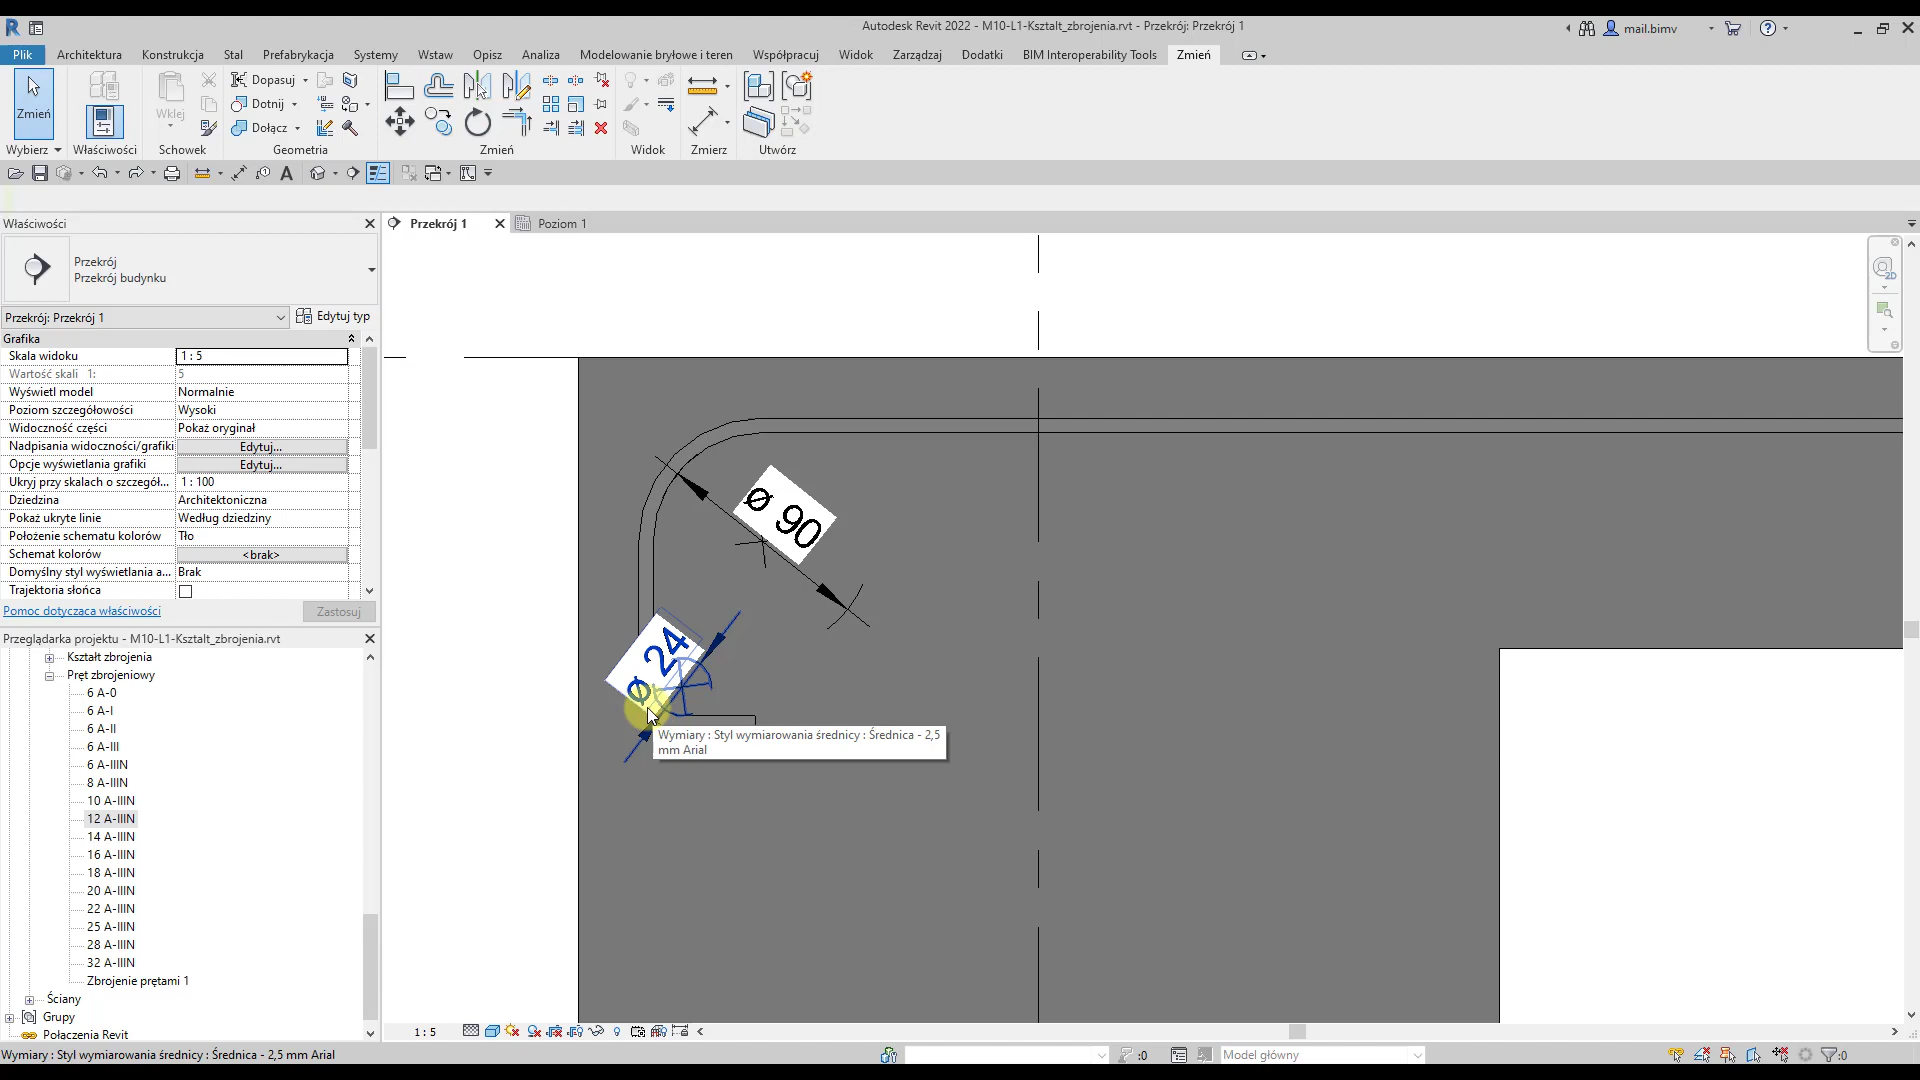 Autodesk Revit 2022 - M10-L1-Ksztalt_zbrojenia.rvt - Przekrój: Przekrój 1
mail.bimv
Plik Architektura Konstrukcja Stal Prefabrykacja Systemy Wstaw Opisz Analiza Modelowanie bryłowe i teren Współpracuj Widok Zarządzaj Dodatki BIM Interoperability Tools Zmień
Zmień
Wklej
Dopasuj
Dotnij
Dołącz
Wybierz Właściwości Schowek Geometria Zmień Widok Zmierz Utwórz
Właściwości
Przekrój 1
Poziom 1
Przekrój
Przekrój budynku
Przekrój: Przekrój 1
Edytuj typ
Grafika
Skala widoku 1 : 5
Wartość skali 1: 5
Wyświetl model Normalnie
Poziom szczegółowości Wysoki
Widoczność części Pokaż oryginał
Nadpisania widoczności/grafiki Edytuj...
Opcje wyświetlania grafiki Edytuj...
Ukryj przy skalach o szczegół... 1 : 100
Dziedzina Architektoniczna
Pokaż ukryte linie Według dziedziny
Położenie schematu kolorów Tło
Schemat kolorów <brak>
Domyślny styl wyświetlania a... Brak
Trajektoria słońca
Pomoc dotycząca właściwości
Zastosuj
Przeglądarka projektu - M10-L1-Ksztalt_zbrojenia.rvt
Kształt zbrojenia
Pręt zbrojeniowy
6 A-0
6 A-I
6 A-II
6 A-III
6 A-IIIN
8 A-IIIN
10 A-IIIN
12 A-IIIN
14 A-IIIN
16 A-IIIN
18 A-IIIN
20 A-IIIN
22 A-IIIN
25 A-IIIN
28 A-IIIN
32 A-IIIN
Zbrojenie prętami 1
Ściany
Grupy
Połączenia Revit
Ø 90
Ø 24
Wymiary : Styl wymiarowania średnicy : Średnica - 2,5
mm Arial
1 : 5
Wymiary : Styl wymiarowania średnicy : Średnica - 2,5 mm Arial
:0
Model główny
:0